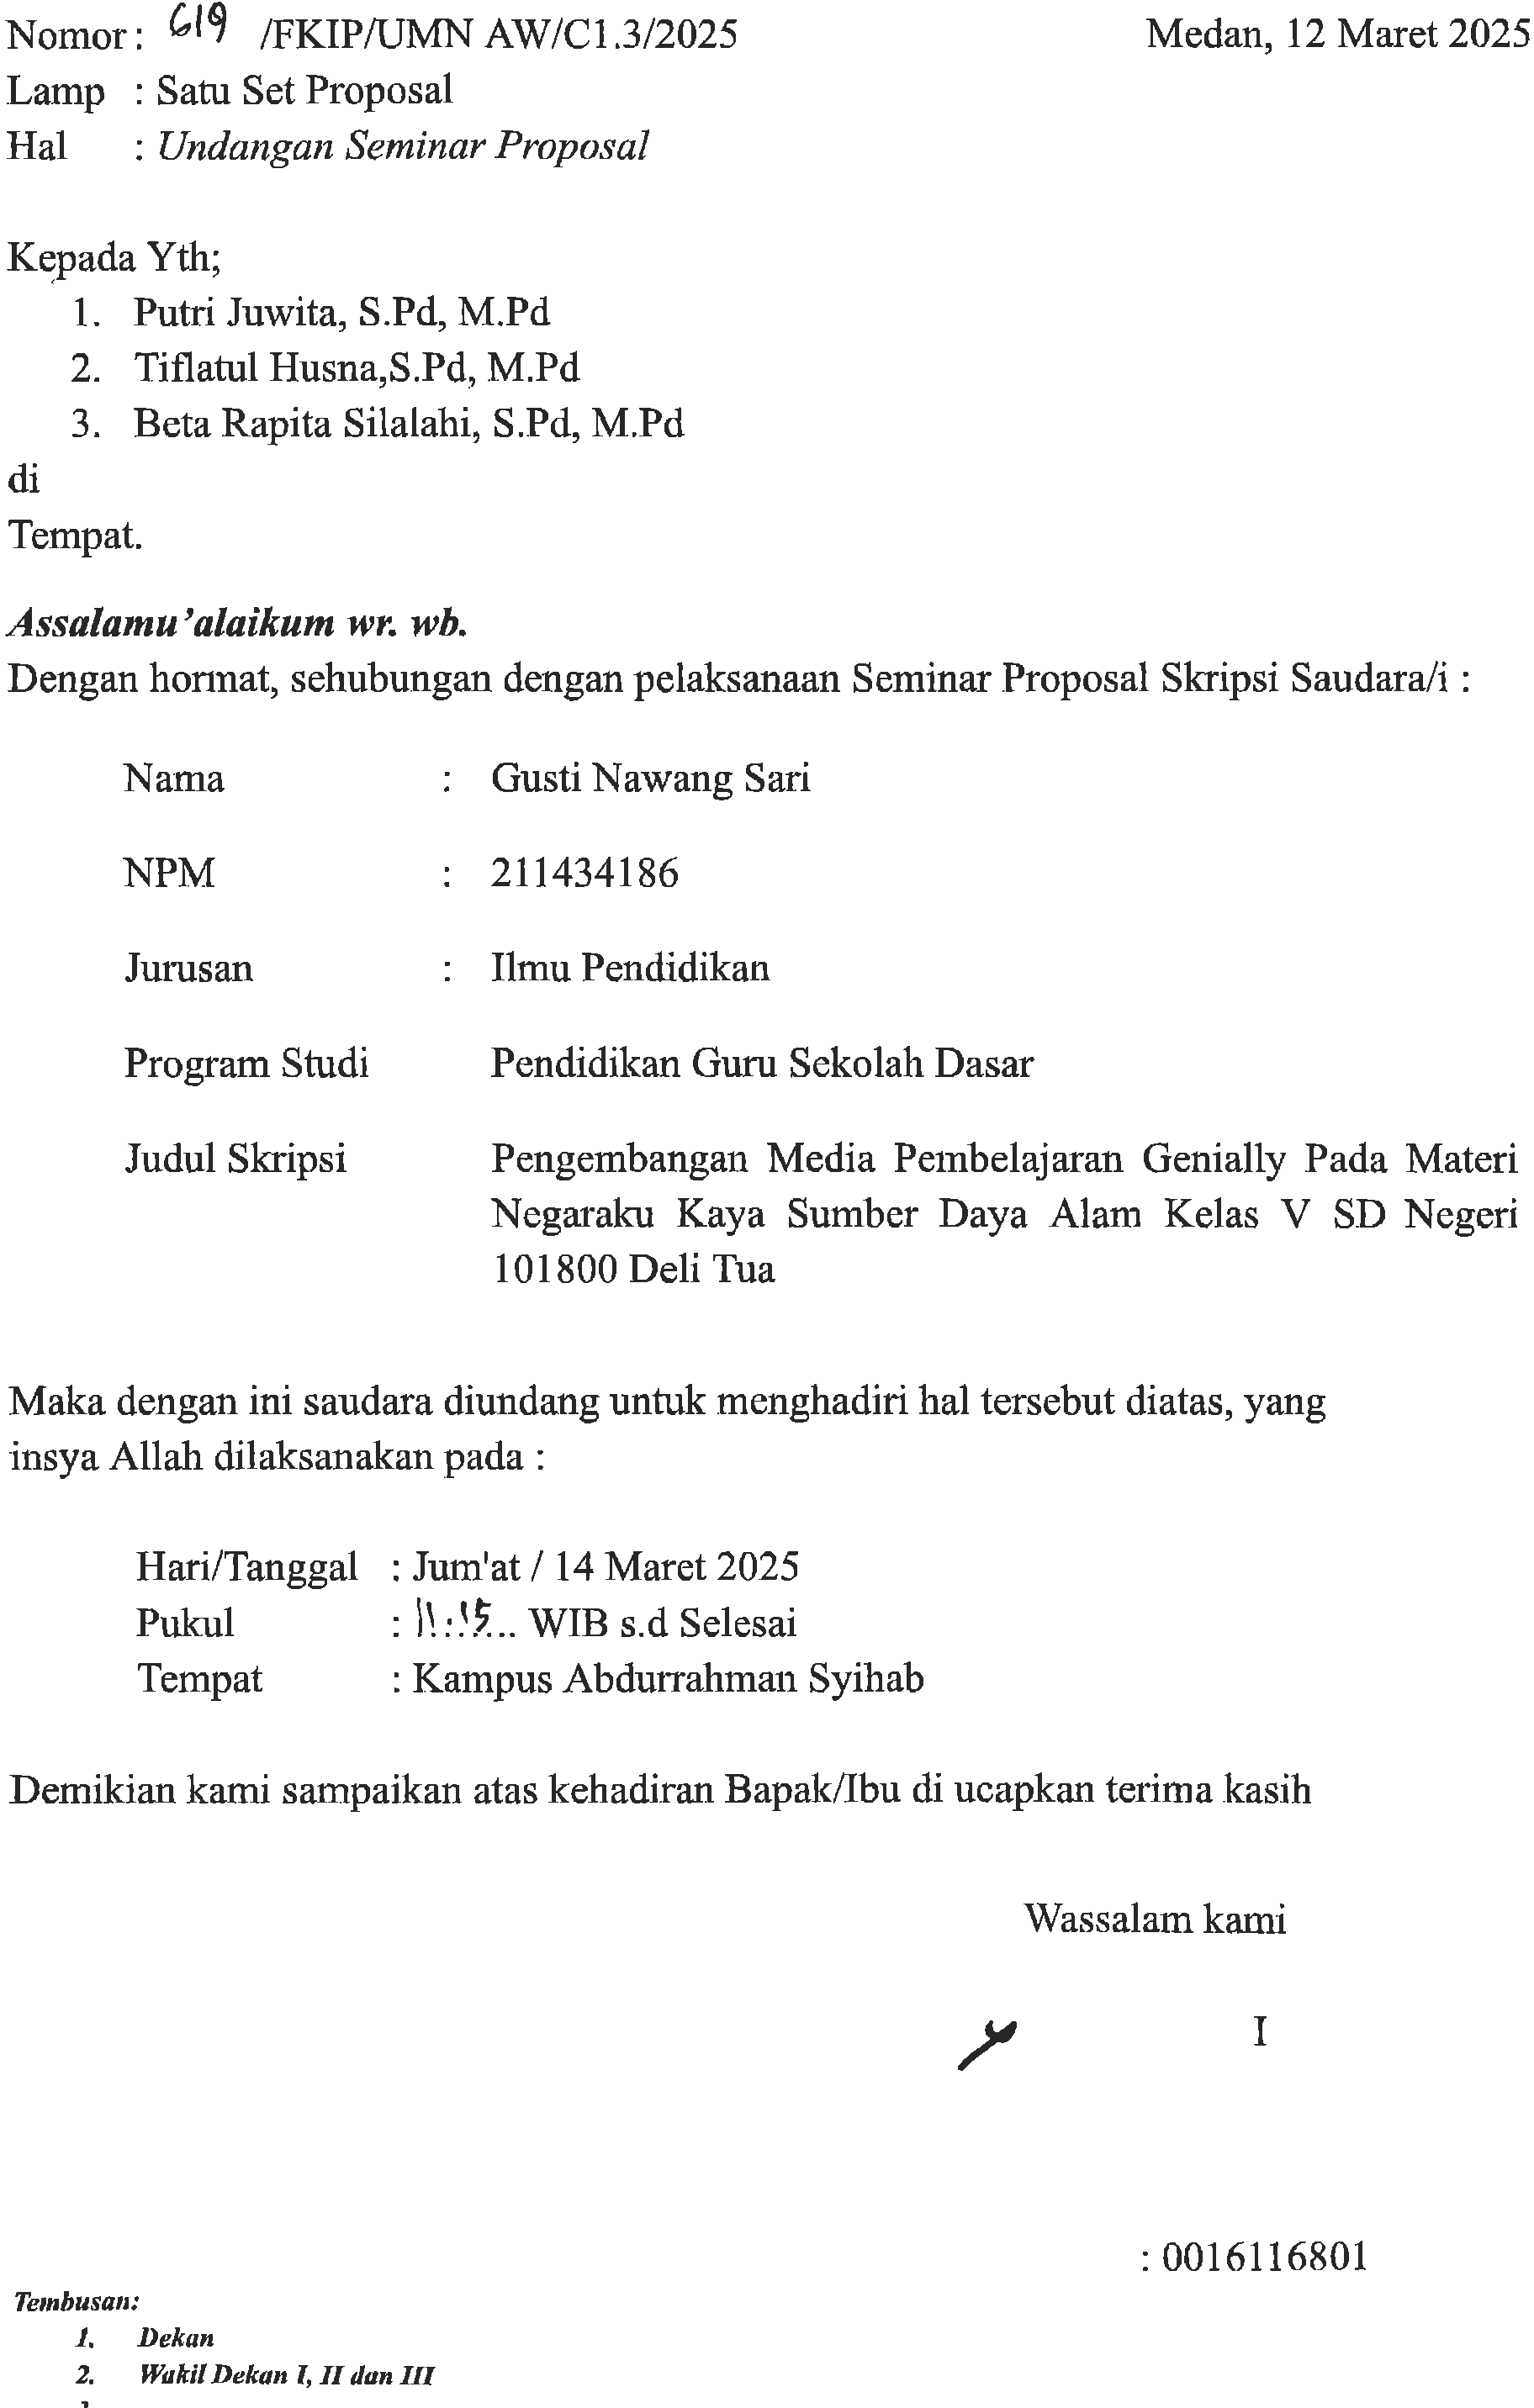 Nomor : 619 /FKIP/UMN AW/C1.3/2025 Medan, 12 Maret 2025
Lamp : Satu Set Proposal
Hal : Undangan Seminar Proposal
Kepada Yth;
1. Putri Juwita, S.Pd, M.Pd
2. Tiflatul Husna,S.Pd, M.Pd
3. Beta Rapita Silalahi, S.Pd, M.Pd
di
Tempat.
Assalamu'alaikum wr. wb.
Dengan hormat, sehubungan dengan pelaksanaan Seminar Proposal Skripsi Saudara/i :
Nama : Gusti Nawang Sari
NPM : 211434186
Jurusan : Ilmu Pendidikan
Program Studi Pendidikan Guru Sekolah Dasar
Judul Skripsi Pengembangan Media Pembelajaran Genially Pada Materi
Negaraku Kaya Sumber Daya Alam Kelas V SD Negeri
101800 Deli Tua
Maka dengan ini saudara diundang untuk menghadiri hal tersebut diatas, yang
insya Allah dilaksanakan pada :
Hari/Tanggal : Jum'at / 14 Maret 2025
Pukul : 11:15... WIB s.d Selesai
Tempat : Kampus Abdurrahman Syihab
Demikian kami sampaikan atas kehadiran Bapak/Ibu di ucapkan terima kasih
Wassalam kami
I
: 0016116801
Tembusan:
1. Dekan
2. Wakil Dekan I, II dan III